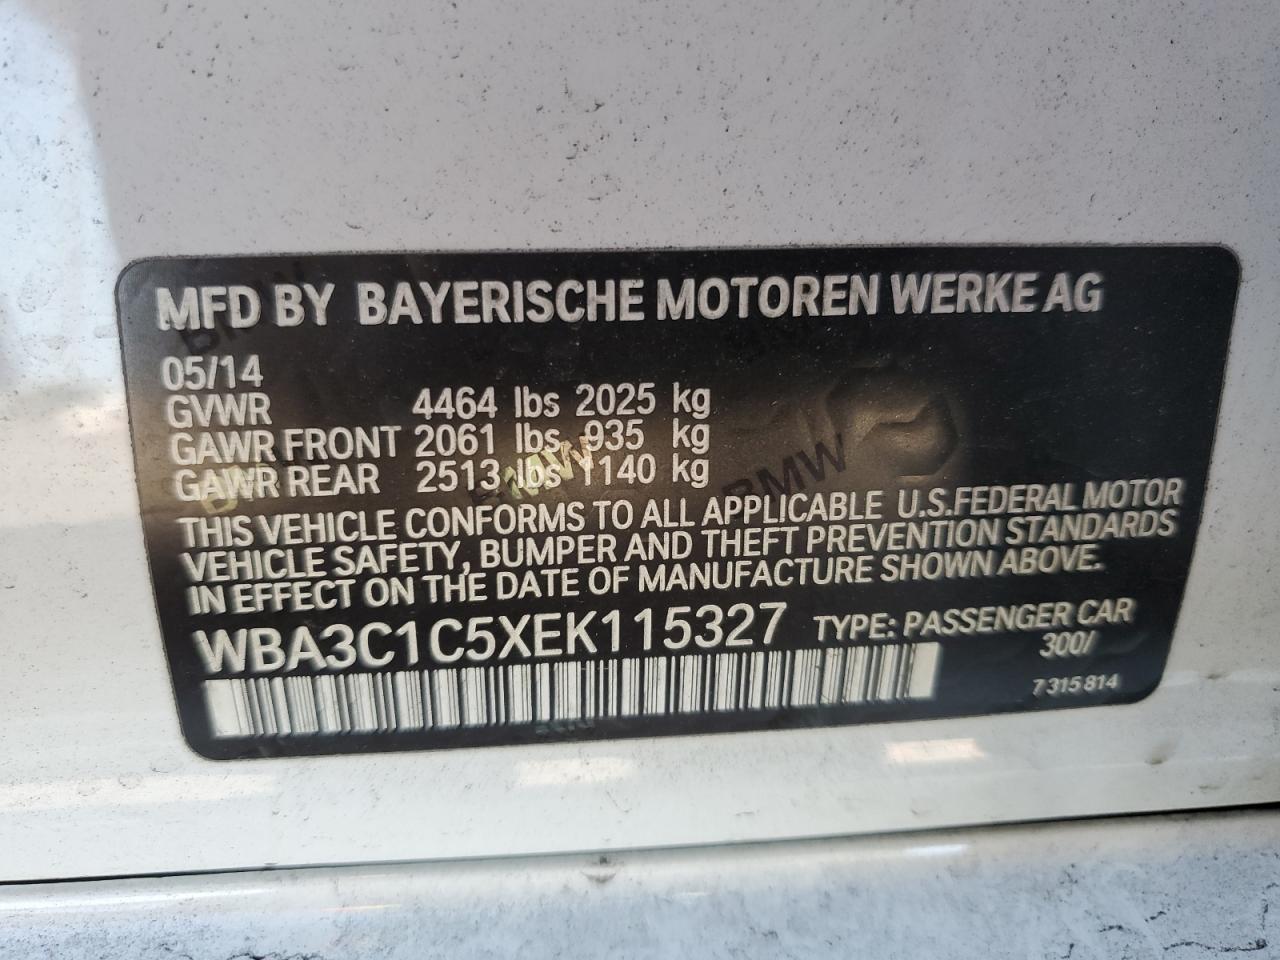 MFD BY BAYERISCHE MOTOREN WERKE AG
05/14
GVWR 4464 lbs 2025 kg
GAWR FRONT 2061 lbs 935 kg
GAWR REAR 2513 lbs 1140 kg
THIS VEHICLE CONFORMS TO ALL APPLICABLE U.S.FEDERAL MOTOR
VEHICLE SAFETY, BUMPER AND THEFT PREVENTION STANDARDS
IN EFFECT ON THE DATE OF MANUFACTURE SHOWN ABOVE.
WBA3C1C5XEK115327 TYPE: PASSENGER CAR
300/
7 315 814
BMW
BMW
BMW